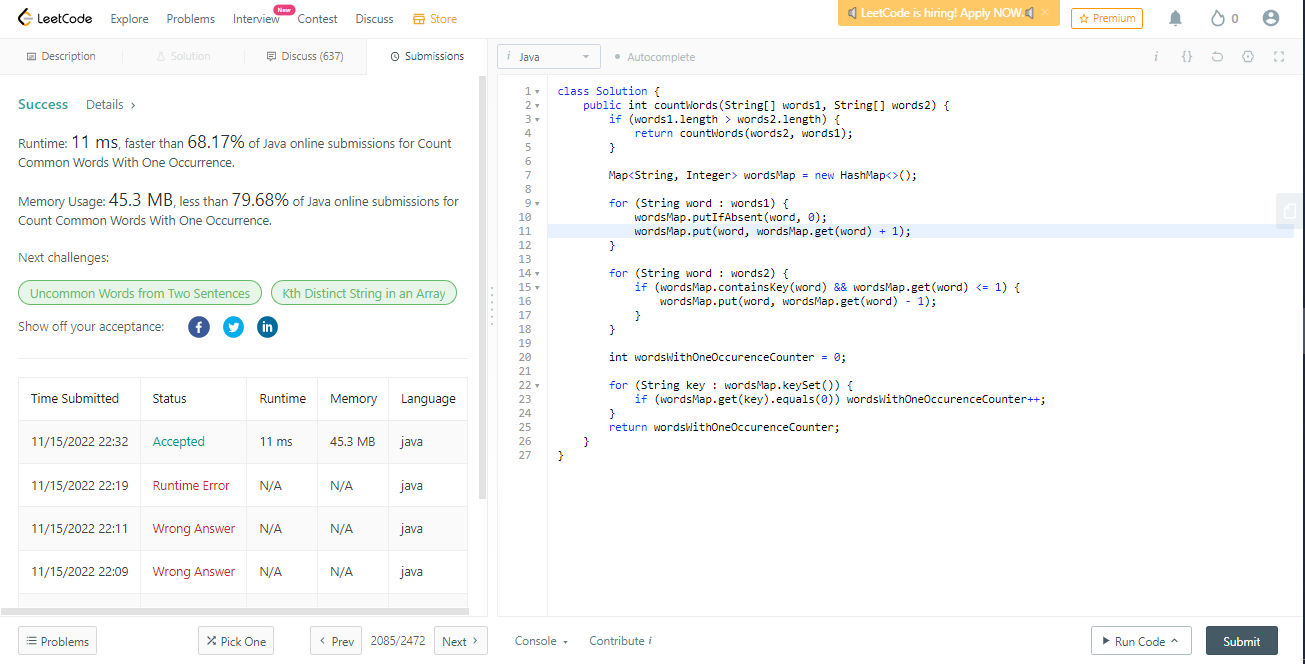 LeetCode Explore Problems Interview New Contest Discuss Store LeetCode is hiring! Apply NOW × Premium 0
Description Solution Discuss (637) Submissions
i Java Autocomplete i {}
Success Details >
Runtime: 11 ms, faster than 68.17% of Java online submissions for Count
Common Words With One Occurrence.
Memory Usage: 45.3 MB, less than 79.68% of Java online submissions for
Count Common Words With One Occurrence.
Next challenges:
Uncommon Words from Two Sentences Kth Distinct String in an Array
Show off your acceptance: f in
Time Submitted Status Runtime Memory Language
11/15/2022 22:32 Accepted 11 ms 45.3 MB java
11/15/2022 22:19 Runtime Error N/A N/A java
11/15/2022 22:11 Wrong Answer N/A N/A java
11/15/2022 22:09 Wrong Answer N/A N/A java
1 class Solution {
2     public int countWords(String[] words1, String[] words2) {
3         if (words1.length > words2.length) {
4             return countWords(words2, words1);
5         }
6
7         Map<String, Integer> wordsMap = new HashMap<>();
8
9         for (String word : words1) {
10             wordsMap.putIfAbsent(word, 0);
11             wordsMap.put(word, wordsMap.get(word) + 1);
12         }
13
14         for (String word : words2) {
15             if (wordsMap.containsKey(word) && wordsMap.get(word) <= 1) {
16                 wordsMap.put(word, wordsMap.get(word) - 1);
17             }
18         }
19
20         int wordsWithOneOccurenceCounter = 0;
21
22         for (String key : wordsMap.keySet()) {
23             if (wordsMap.get(key).equals(0)) wordsWithOneOccurenceCounter++;
24         }
25         return wordsWithOneOccurenceCounter;
26     }
27 }
Problems Pick One < Prev 2085/2472 Next > Console Contribute i Run Code Submit